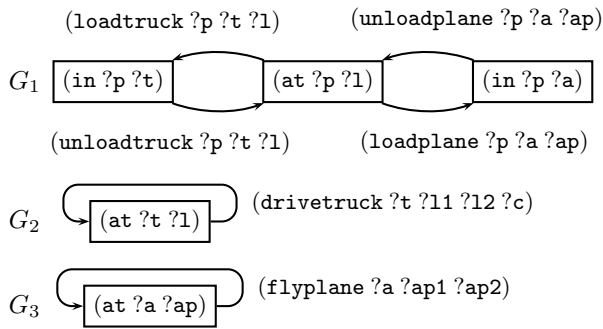 (loadtruck ?p ?t ?l) (unloadplane ?p ?a ?ap)
G1 (in ?p ?t) (at ?p ?l) (in ?p ?a)
(unloadtruck ?p ?t ?l) (loadplane ?p ?a ?ap)
G2 (at ?t ?l) (drivetruck ?t ?l1 ?l2 ?c)
G3 (at ?a ?ap) (flyplane ?a ?ap1 ?ap2)